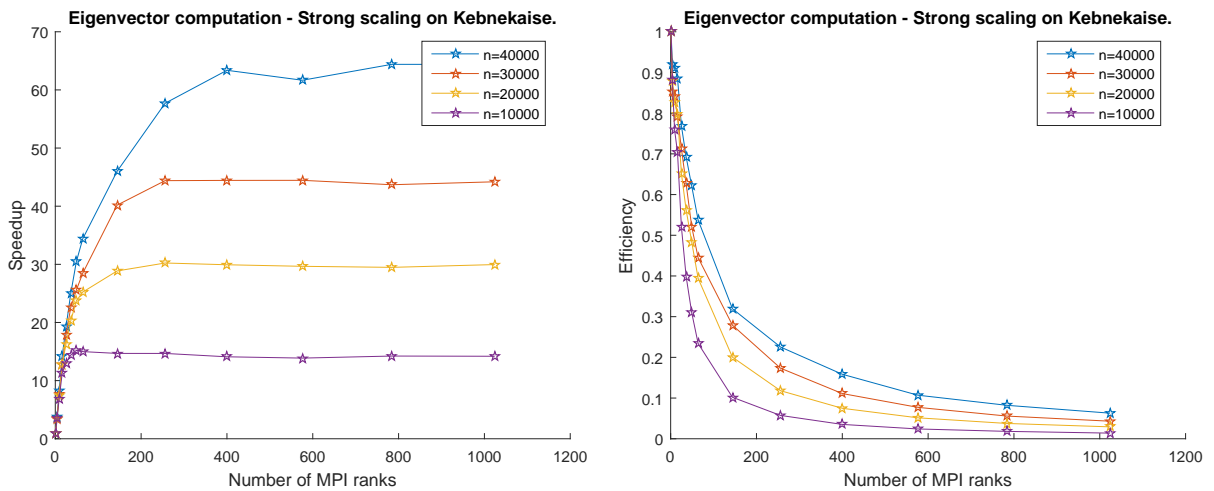 Eigenvector computation - Strong scaling on Kebnekaise.
70
60
50
40
30
20
10
0
Speedup
0 200 400 600 800 1000 1200
Number of MPI ranks
n=40000
n=30000
n=20000
n=10000
Eigenvector computation - Strong scaling on Kebnekaise.
1
0.9
0.8
0.7
0.6
0.5
0.4
0.3
0.2
0.1
0
Efficiency
0 200 400 600 800 1000 1200
Number of MPI ranks
n=40000
n=30000
n=20000
n=10000